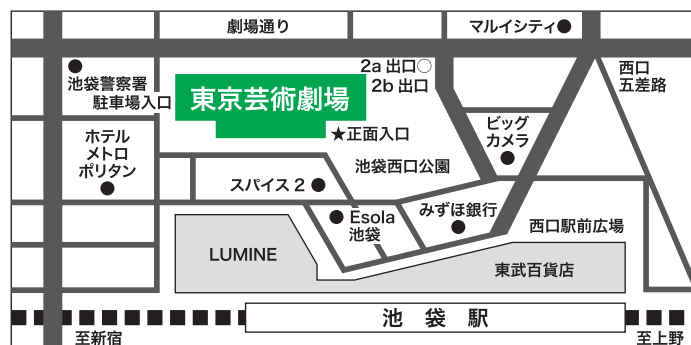 劇場通り
マルイシティ
2a 出口
2b 出口
西口
五差路
池袋警察署
駐車場入口
東京芸術劇場
★正面入口
ビッグ
カメラ
ホテル
メトロ
ポリタン
池袋西口公園
スパイス 2
Esola
池袋
みずほ銀行
西口駅前広場
LUMINE
東武百貨店
池袋駅
至新宿
至上野